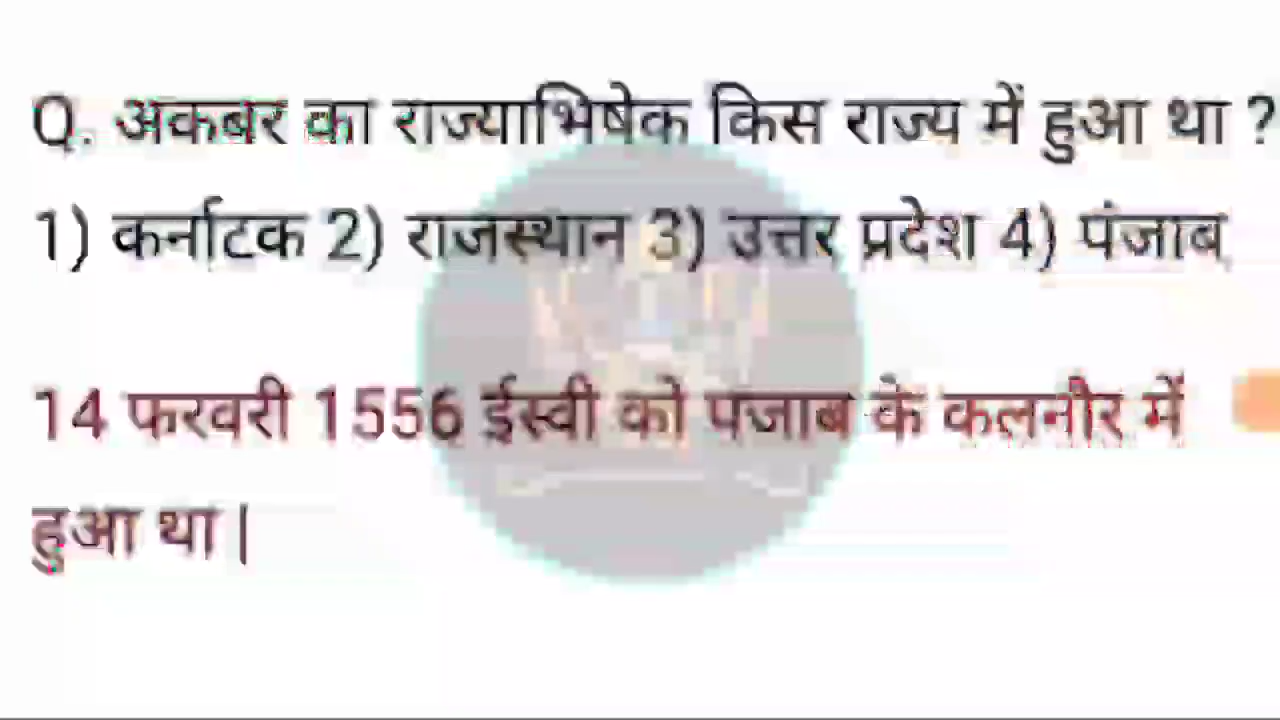 Q. अकबर का राज्याभिषेक किस राज्य में हुआ था ?
1) कर्नाटक 2) राजस्थान 3) उत्तर प्रदेश 4) पंजाब
14 फरवरी 1556 ईस्वी को पंजाब के कलनौर में
हुआ था |